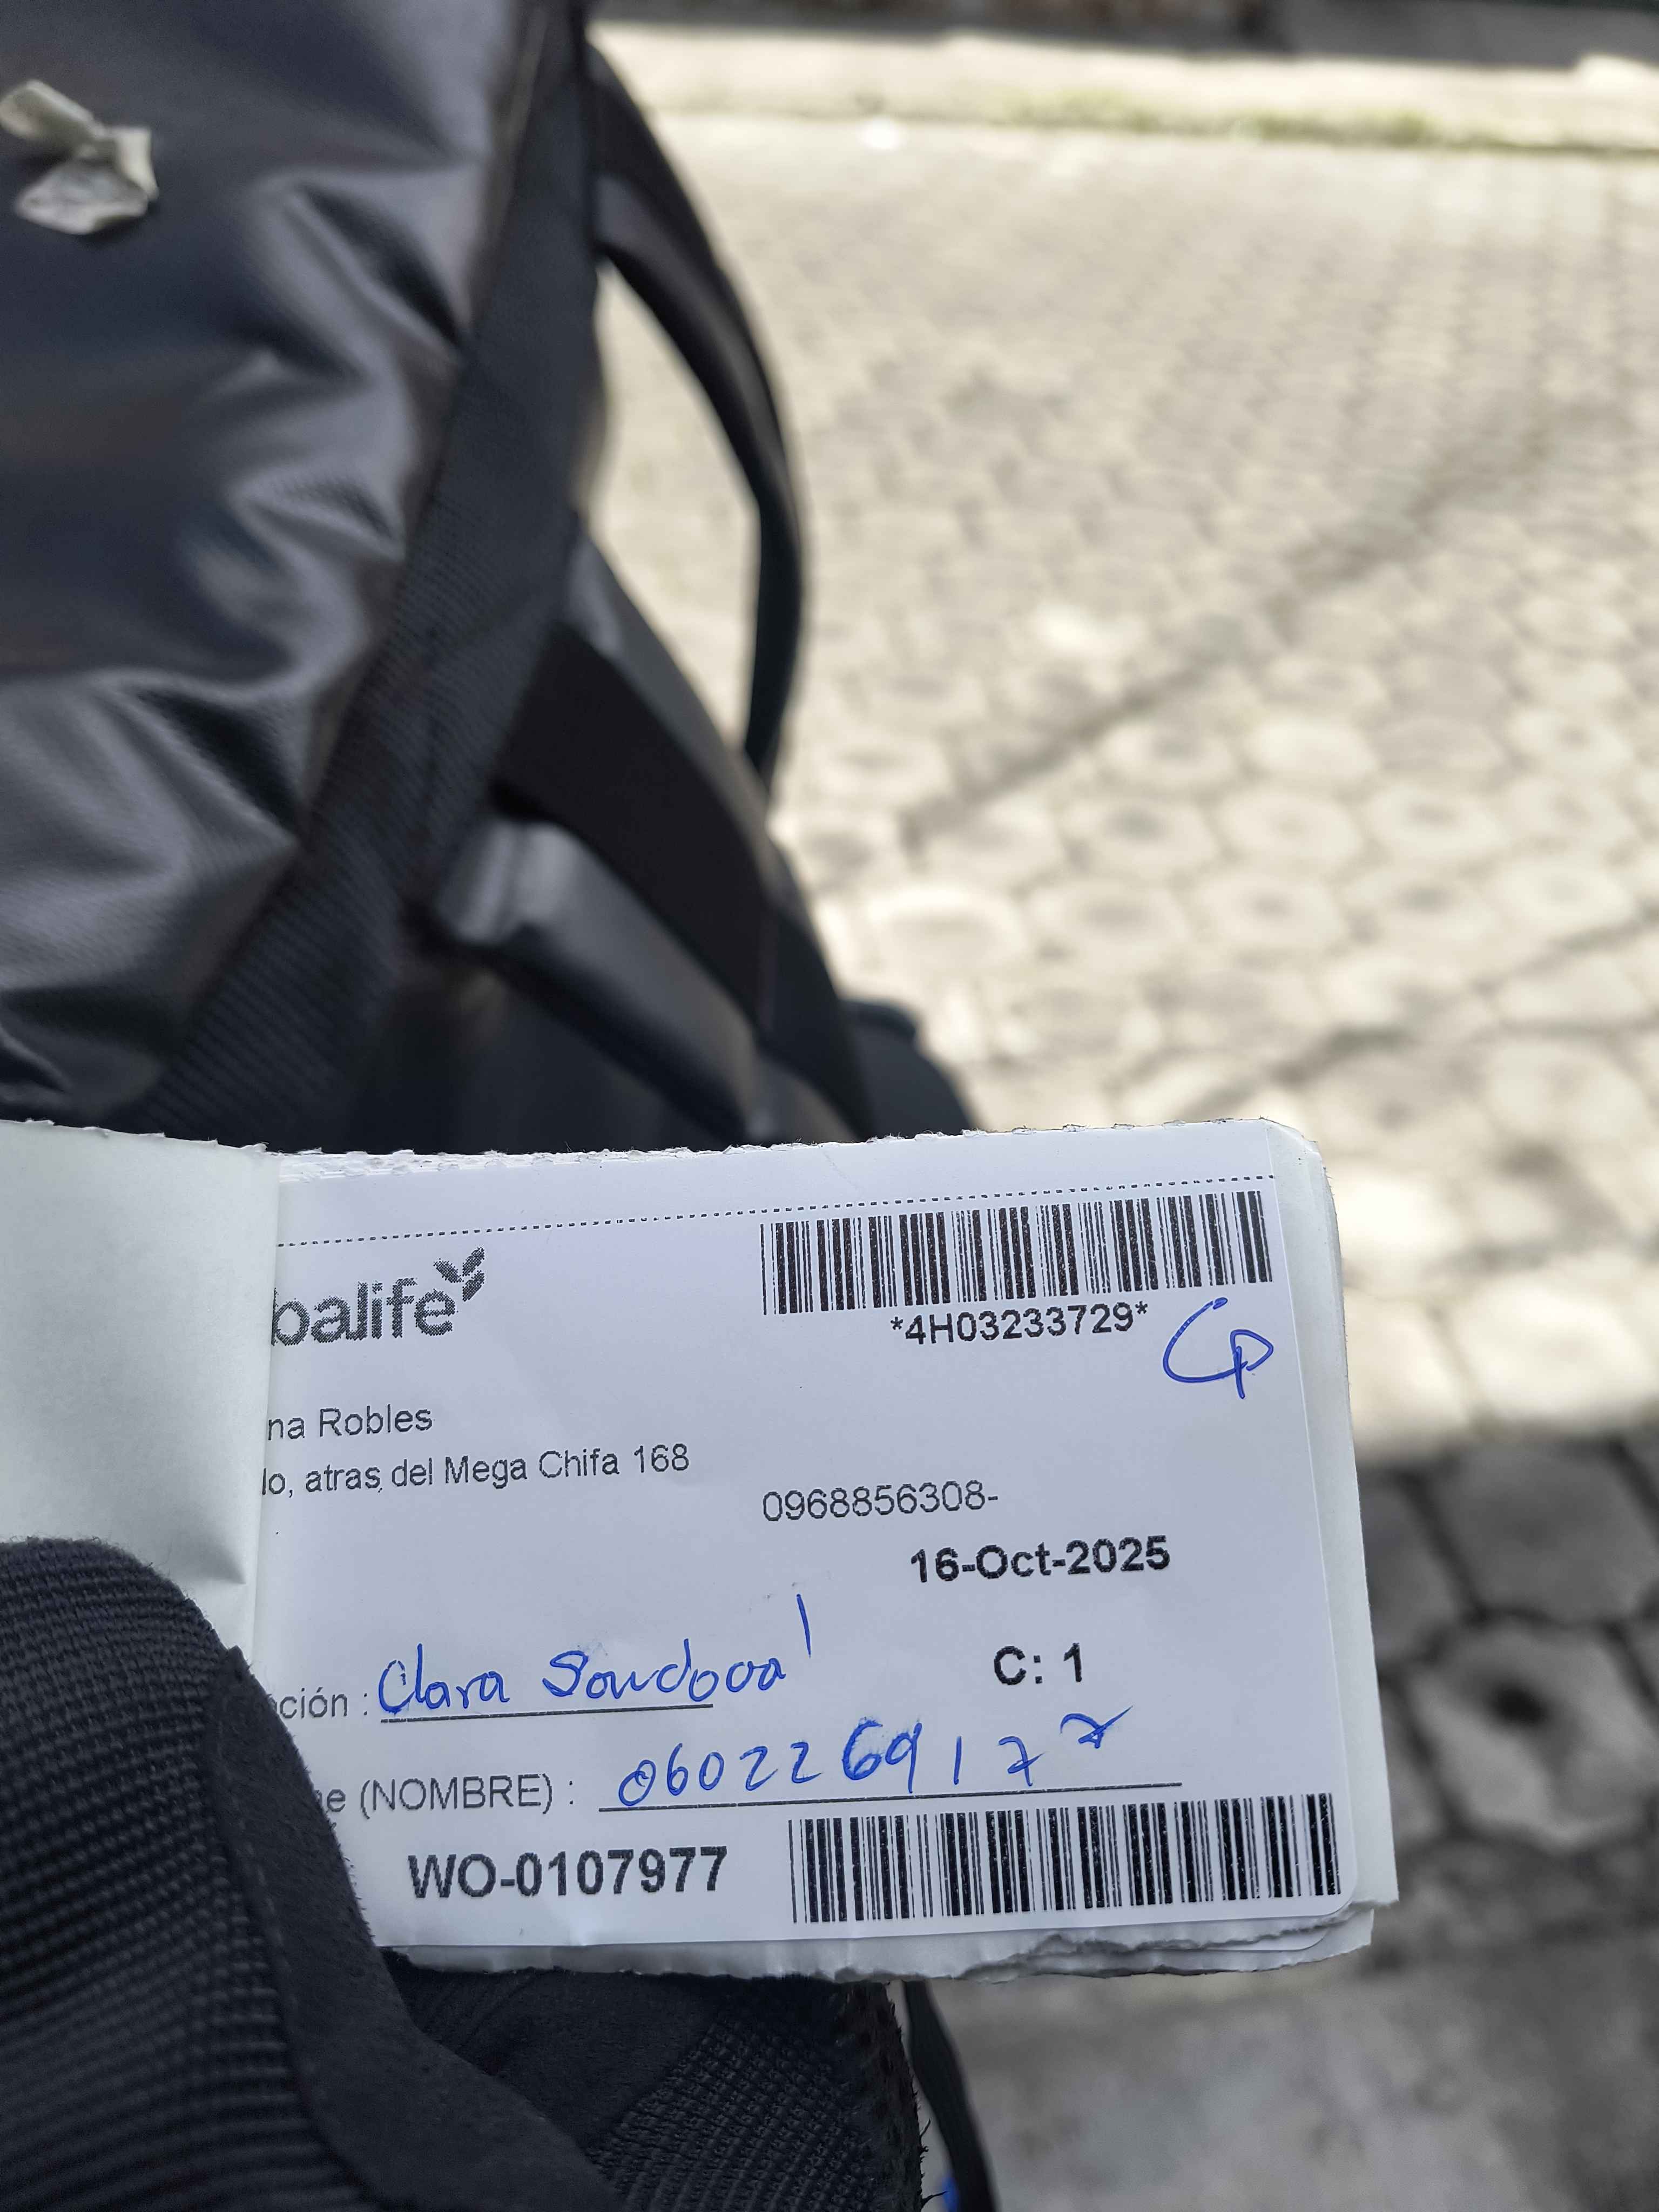 balife
*4H03233729*
CP
na Robles
lo, atras del Mega Chifa 168
0968856308-
16-Oct-2025
ción : Clara Sandoval
C: 1
e (NOMBRE) : 0602269177
WO-0107977